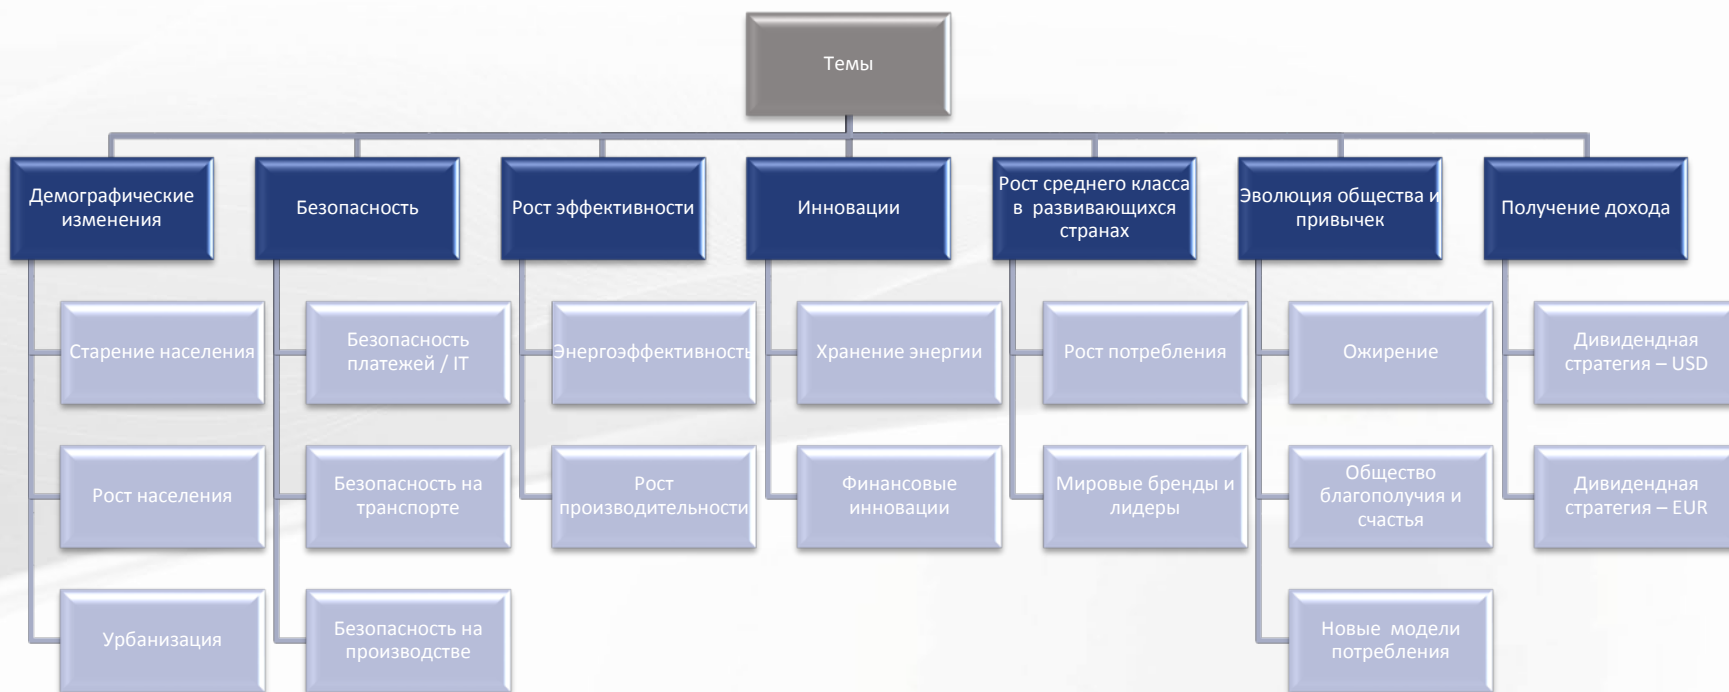 Темы
Демографические
изменения
Безопасность
Рост эффективности
Инновации
Рост среднего класса
в развивающихся
странах
Эволюция общества и
привычек
Получение дохода
Старение населения
Безопасность
платежей / IT
Энергоэффективность
Хранение энергии
Рост потребления
Ожирение
Дивидендная
стратегия – USD
Рост населения
Безопасность на
транспорте
Рост
производительности
Финансовые
инновации
Мировые бренды и
лидеры
Общество
благополучия и
счастья
Дивидендная
стратегия – EUR
Урбанизация
Безопасность на
производстве
Новые модели
потребления